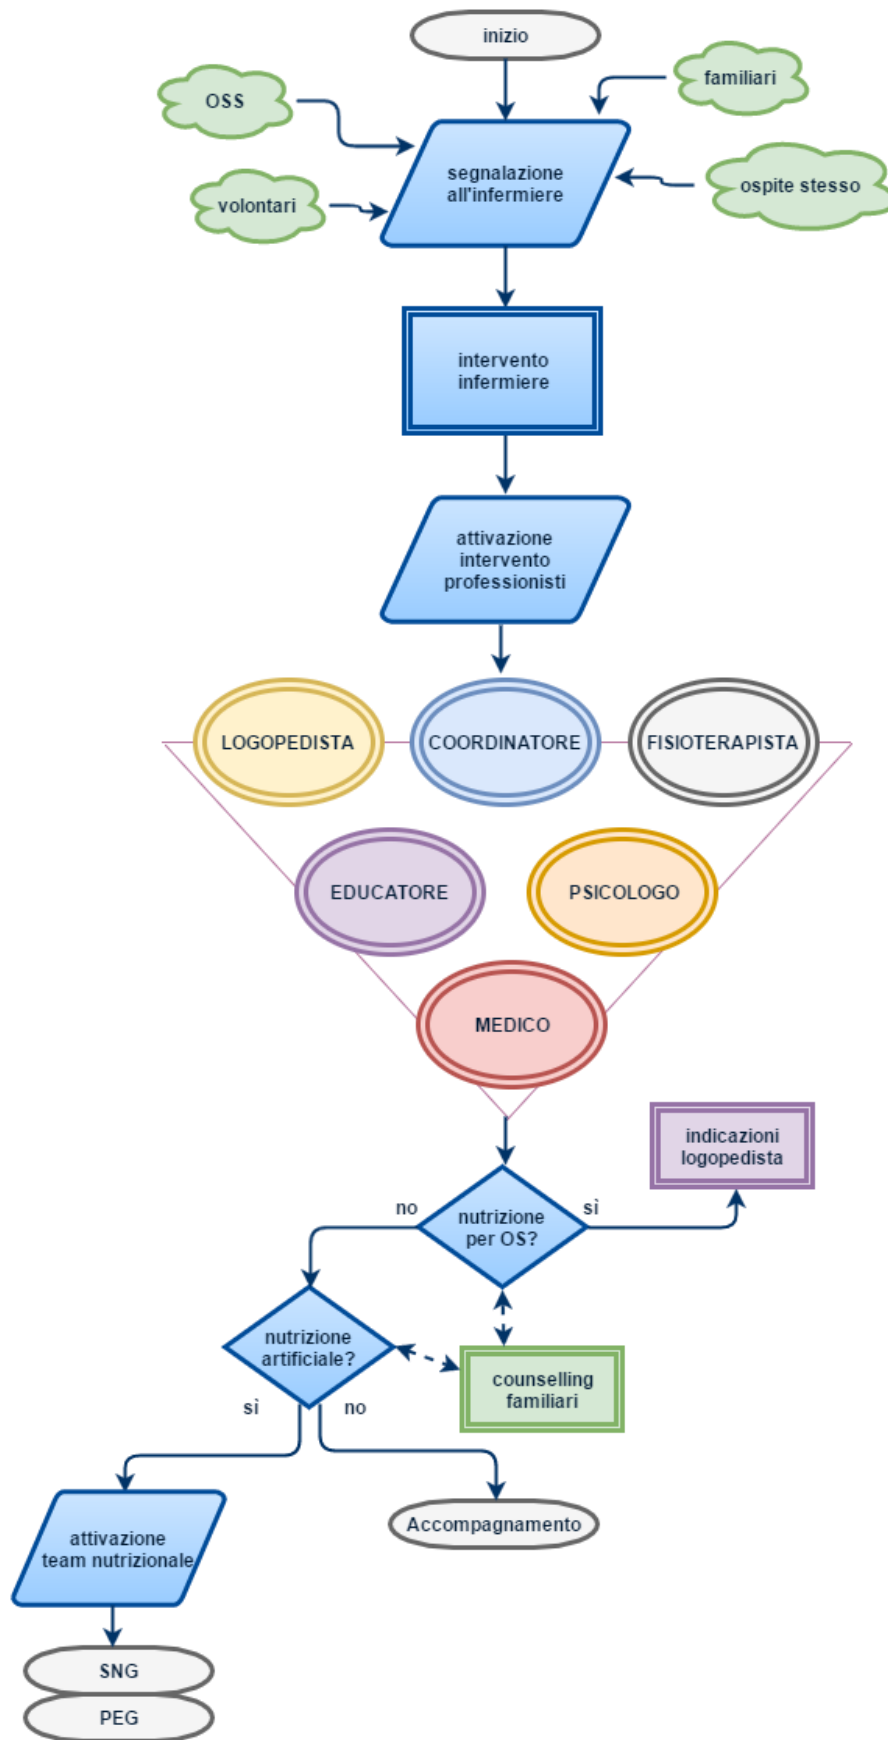 inizio
OSS
familiari
segnalazione
all'infermiere
volontari
ospite stesso
intervento
infermiere
attivazione
intervento
professionisti
LOGOPEDISTA
COORDINATORE
FISIOTERAPISTA
EDUCATORE
PSICOLOGO
MEDICO
indicazioni
logopedista
no
nutrizione
per OS?
sì
nutrizione
artificiale?
counselling
familiari
sì
no
attivazione
team nutrizionale
Accompagnamento
SNG
PEG